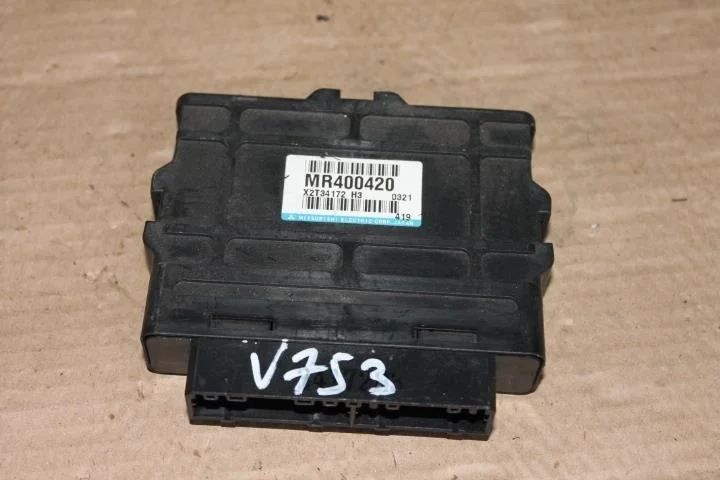 MR400420
X2T34172 H3 0321
419
MITSUBISHI ELECTRIC CORP. JAPAN
V753